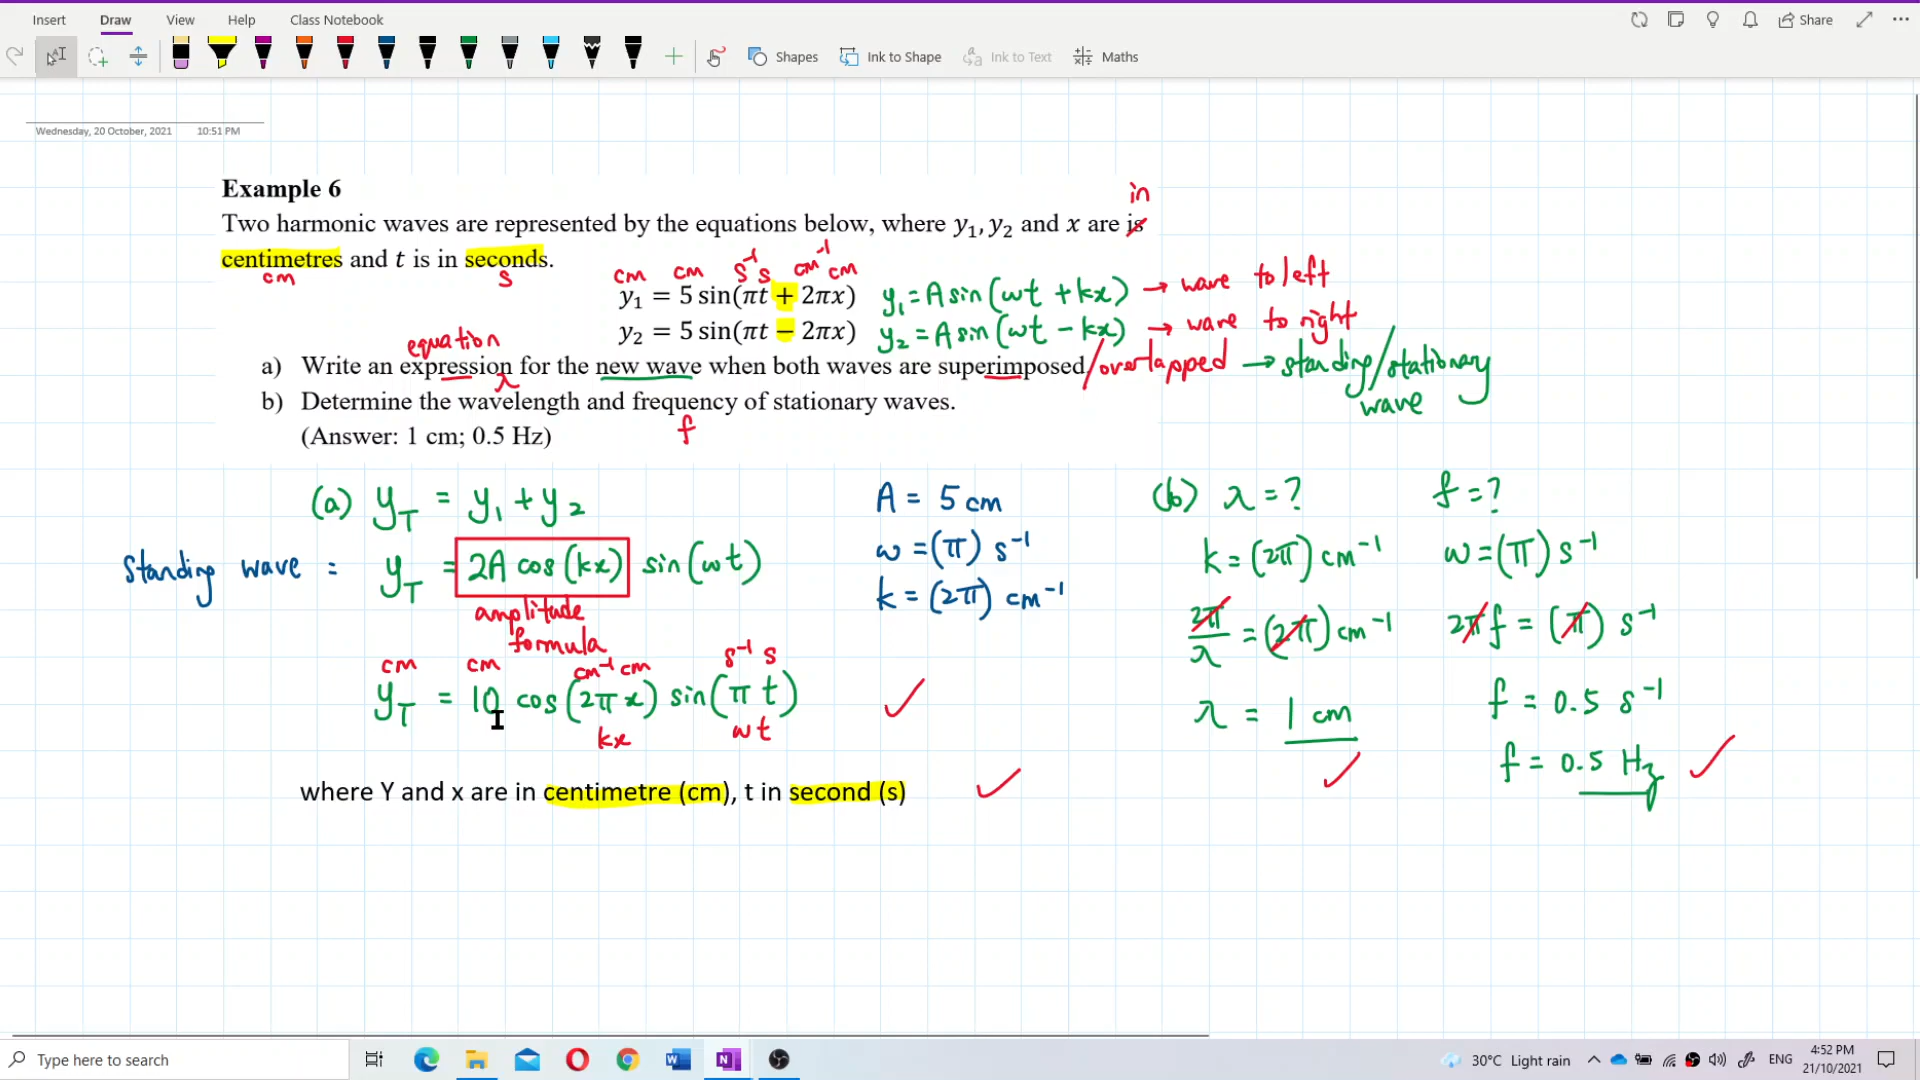 Insert Draw View Help Class Notebook Share
Shapes Ink to Shape Ink to Text Maths
Wednesday, 20 October, 2021 10:51 PM
Example 6
in
Two harmonic waves are represented by the equations below, where y₁, y₂ and x are is
centimetres and t is in seconds.
cm s
cm cm s⁻¹ s cm⁻¹ cm
y₁ = 5 sin(πt + 2πx) y₁ = A sin(ωt + kx) → wave to left
y₂ = 5 sin(πt − 2πx) y₂ = A sin(ωt − kx) → wave to right
equation
a) Write an expression for the new wave when both waves are superimposed. /overlapped → standing/stationary
wave
λ
b) Determine the wavelength and frequency of stationary waves.
f
(Answer: 1 cm; 0.5 Hz)
(a) y_T = y₁ + y₂
Standing wave : y_T = 2A cos(kx) sin(ωt)
amplitude
formula
cm cm cm⁻¹ cm s⁻¹ s
y_T = 10 cos(2πx) sin(πt)
kx ωt
where Y and x are in centimetre (cm), t in second (s)
A = 5 cm
ω = (π) s⁻¹
k = (2π) cm⁻¹
(b) λ = ?
k = (2π) cm⁻¹
2π/λ = (2π) cm⁻¹
λ = 1 cm
f = ?
ω = (π) s⁻¹
2πf = (π) s⁻¹
f = 0.5 s⁻¹
f = 0.5 Hz
Type here to search 30°C Light rain ENG 4:52 PM
21/10/2021